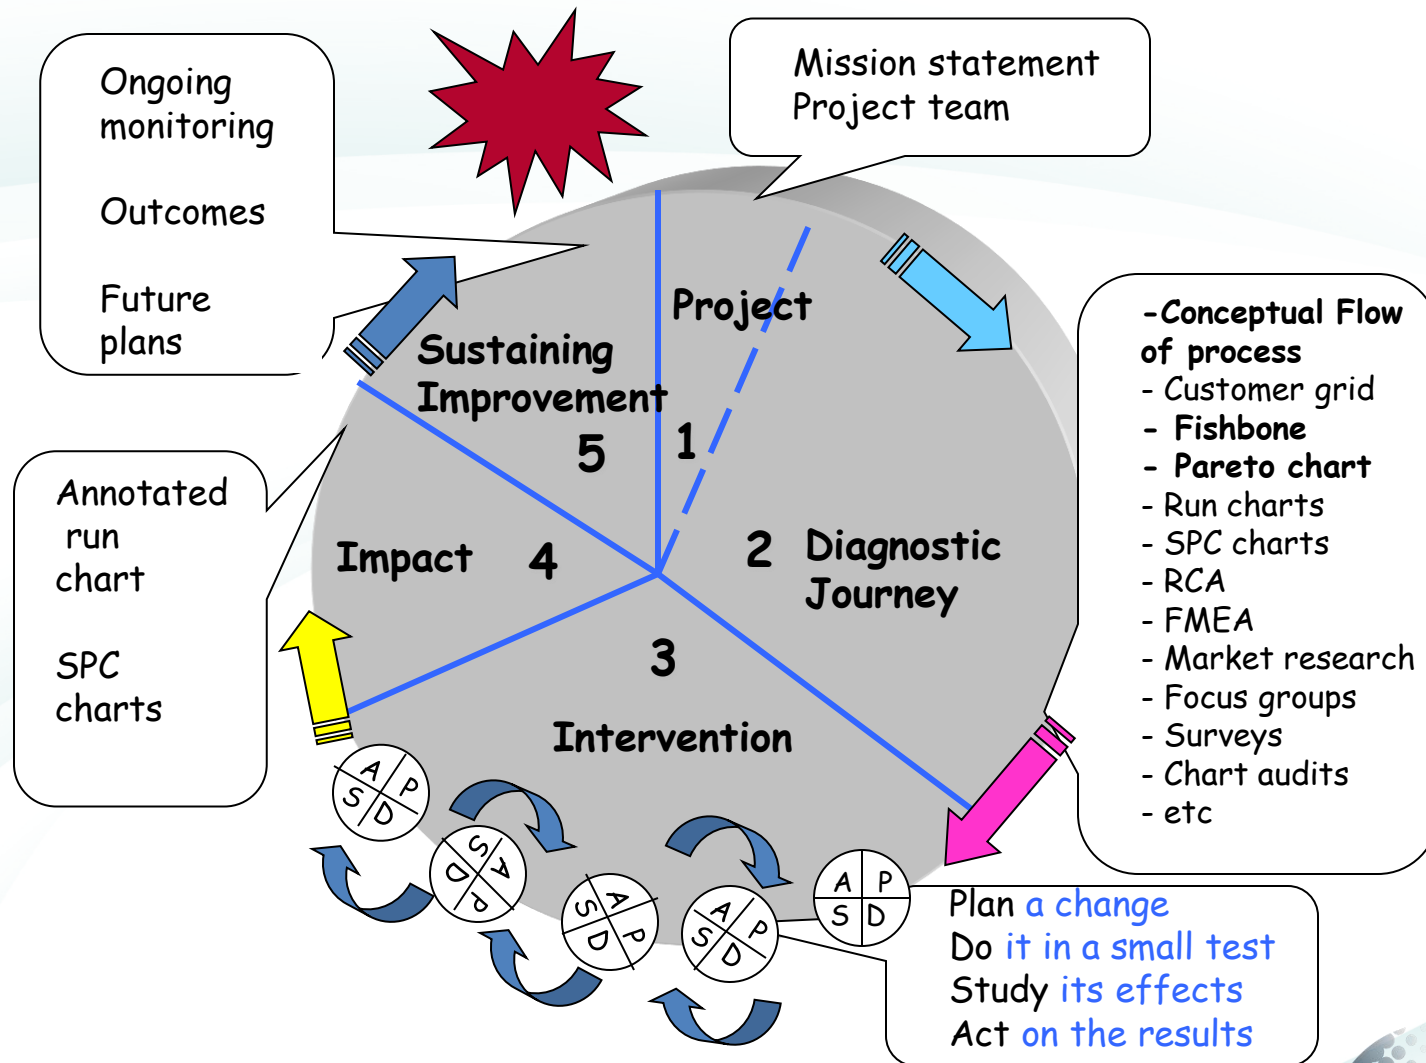 Mission statement
Project team
Ongoing
monitoring
Outcomes
Future
plans
Project
1
-Conceptual Flow
of process
- Customer grid
- Fishbone
- Pareto chart
- Run charts
- SPC charts
- RCA
- FMEA
- Market research
- Focus groups
- Surveys
- Chart audits
- etc
2 Diagnostic
Journey
3
Intervention
A P
S D
A P
S D
A P
S D
A P
S D
A P
S D
Plan a change
Do it in a small test
Study its effects
Act on the results
Impact 4
Annotated
run
chart
SPC
charts
Sustaining
Improvement
5